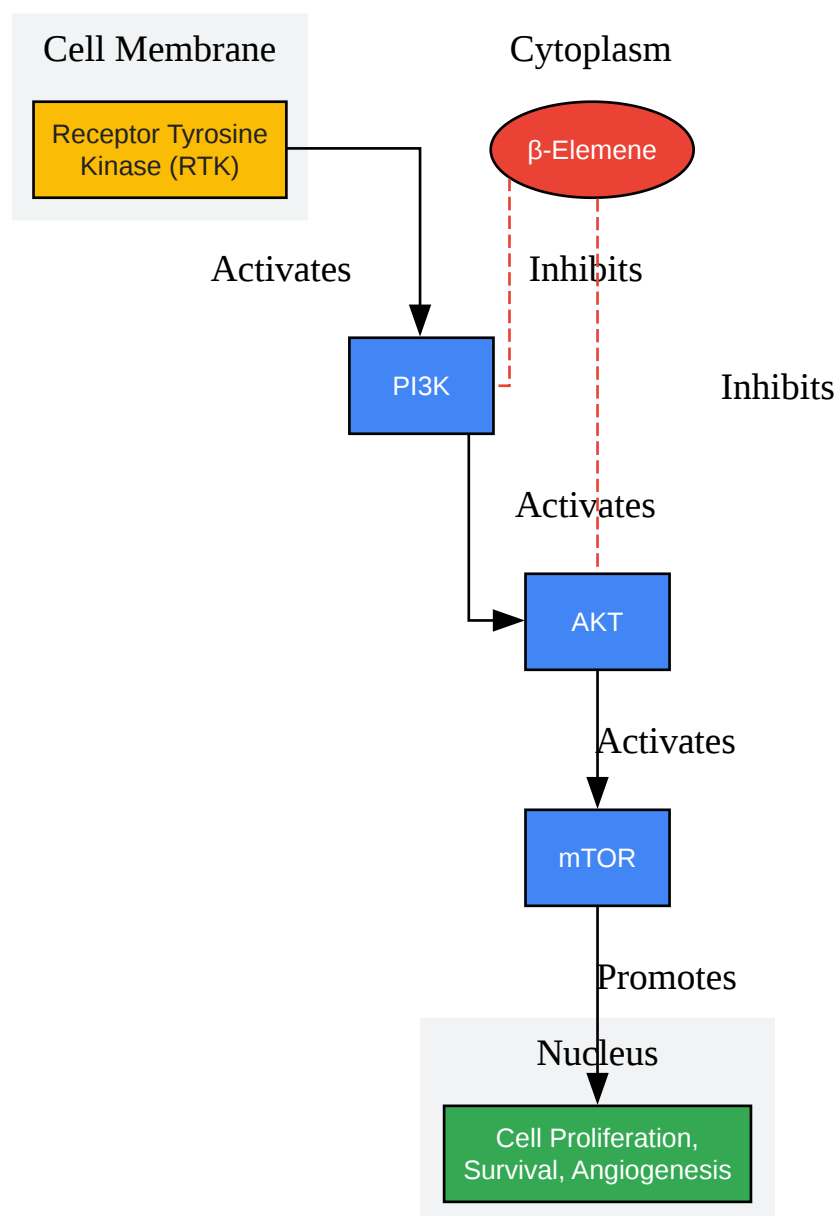 Cell Membrane
Cytoplasm
Receptor Tyrosine
Kinase (RTK)
β-Elemene
Activates
Inhibits
PI3K
Inhibits
Activates
AKT
Activates
mTOR
Promotes
Nucleus
Cell Proliferation,
Survival, Angiogenesis